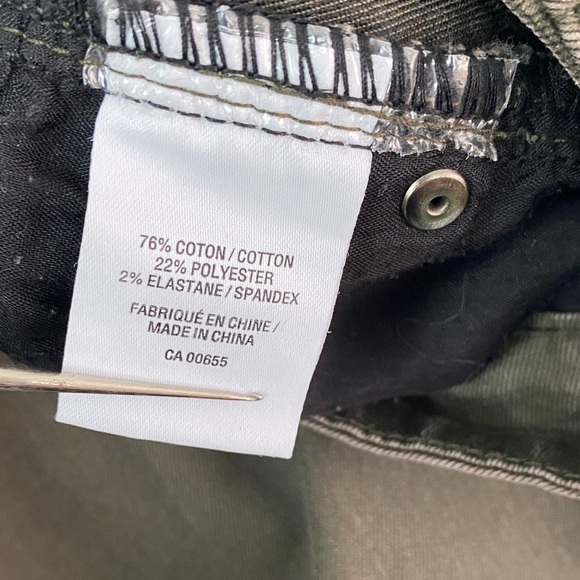 76% COTON / COTTON
22% POLYESTER
2% ELASTANE / SPANDEX
FABRIQUÉ EN CHINE /
MADE IN CHINA
CA 00655